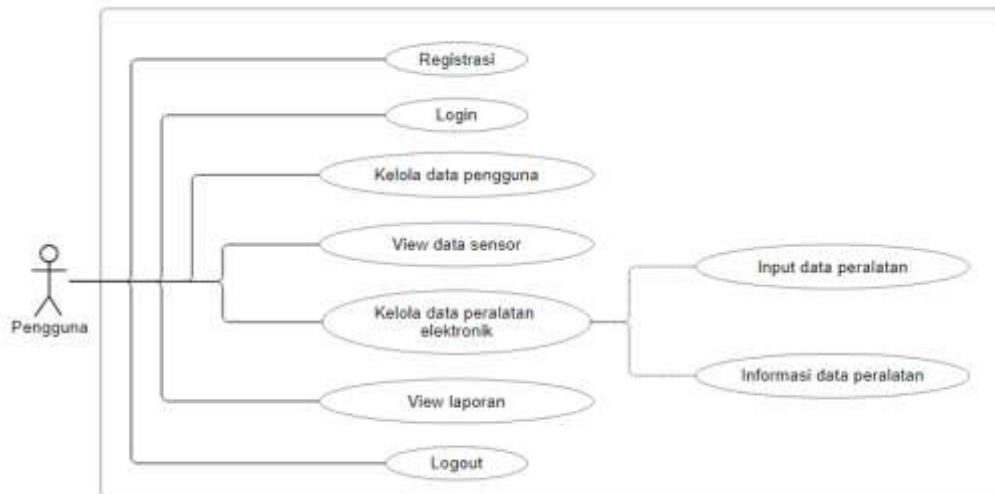 Registrasi
Login
Kelola data pengguna
View data sensor
Input data peralatan
Pengguna
Kelola data peralatan
elektronik
Informasi data peralatan
View laporan
Logout